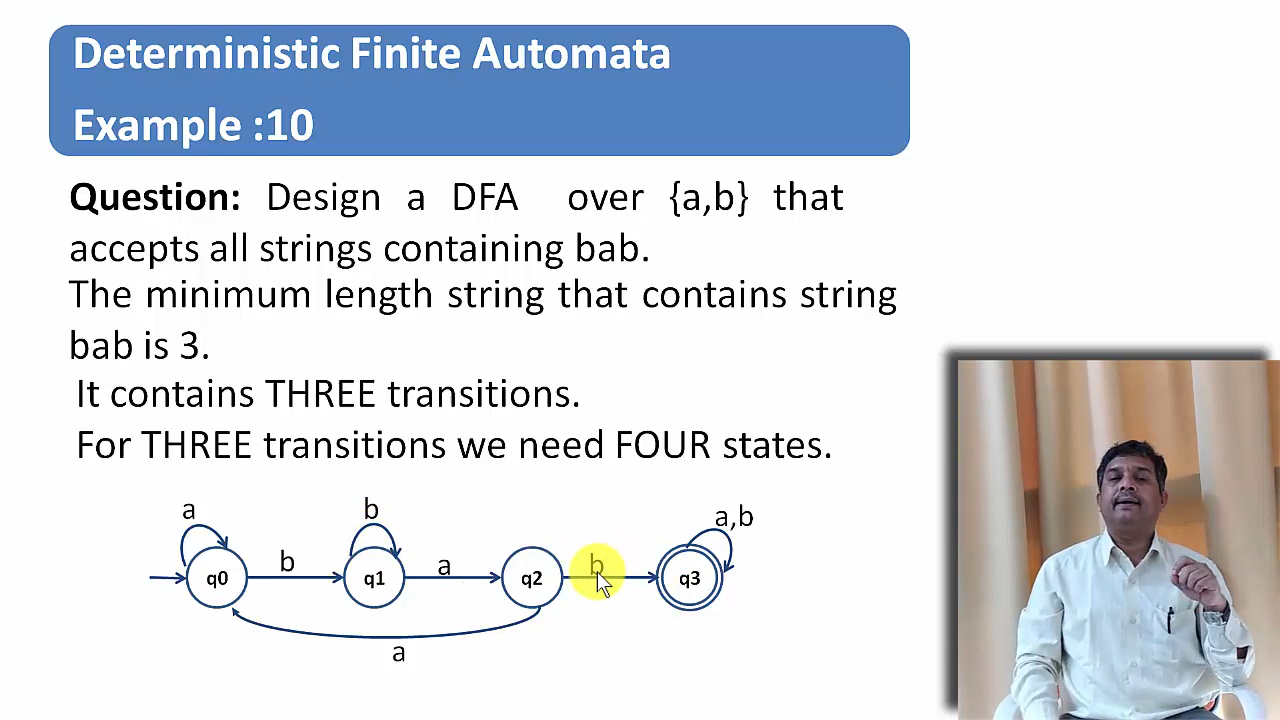 Deterministic Finite Automata
Example :10
Question: Design a DFA over {a,b} that
accepts all strings containing bab.
The minimum length string that contains string
bab is 3.
It contains THREE transitions.
For THREE transitions we need FOUR states.
a b a,b
b a b
q0 q1 q2 q3
a